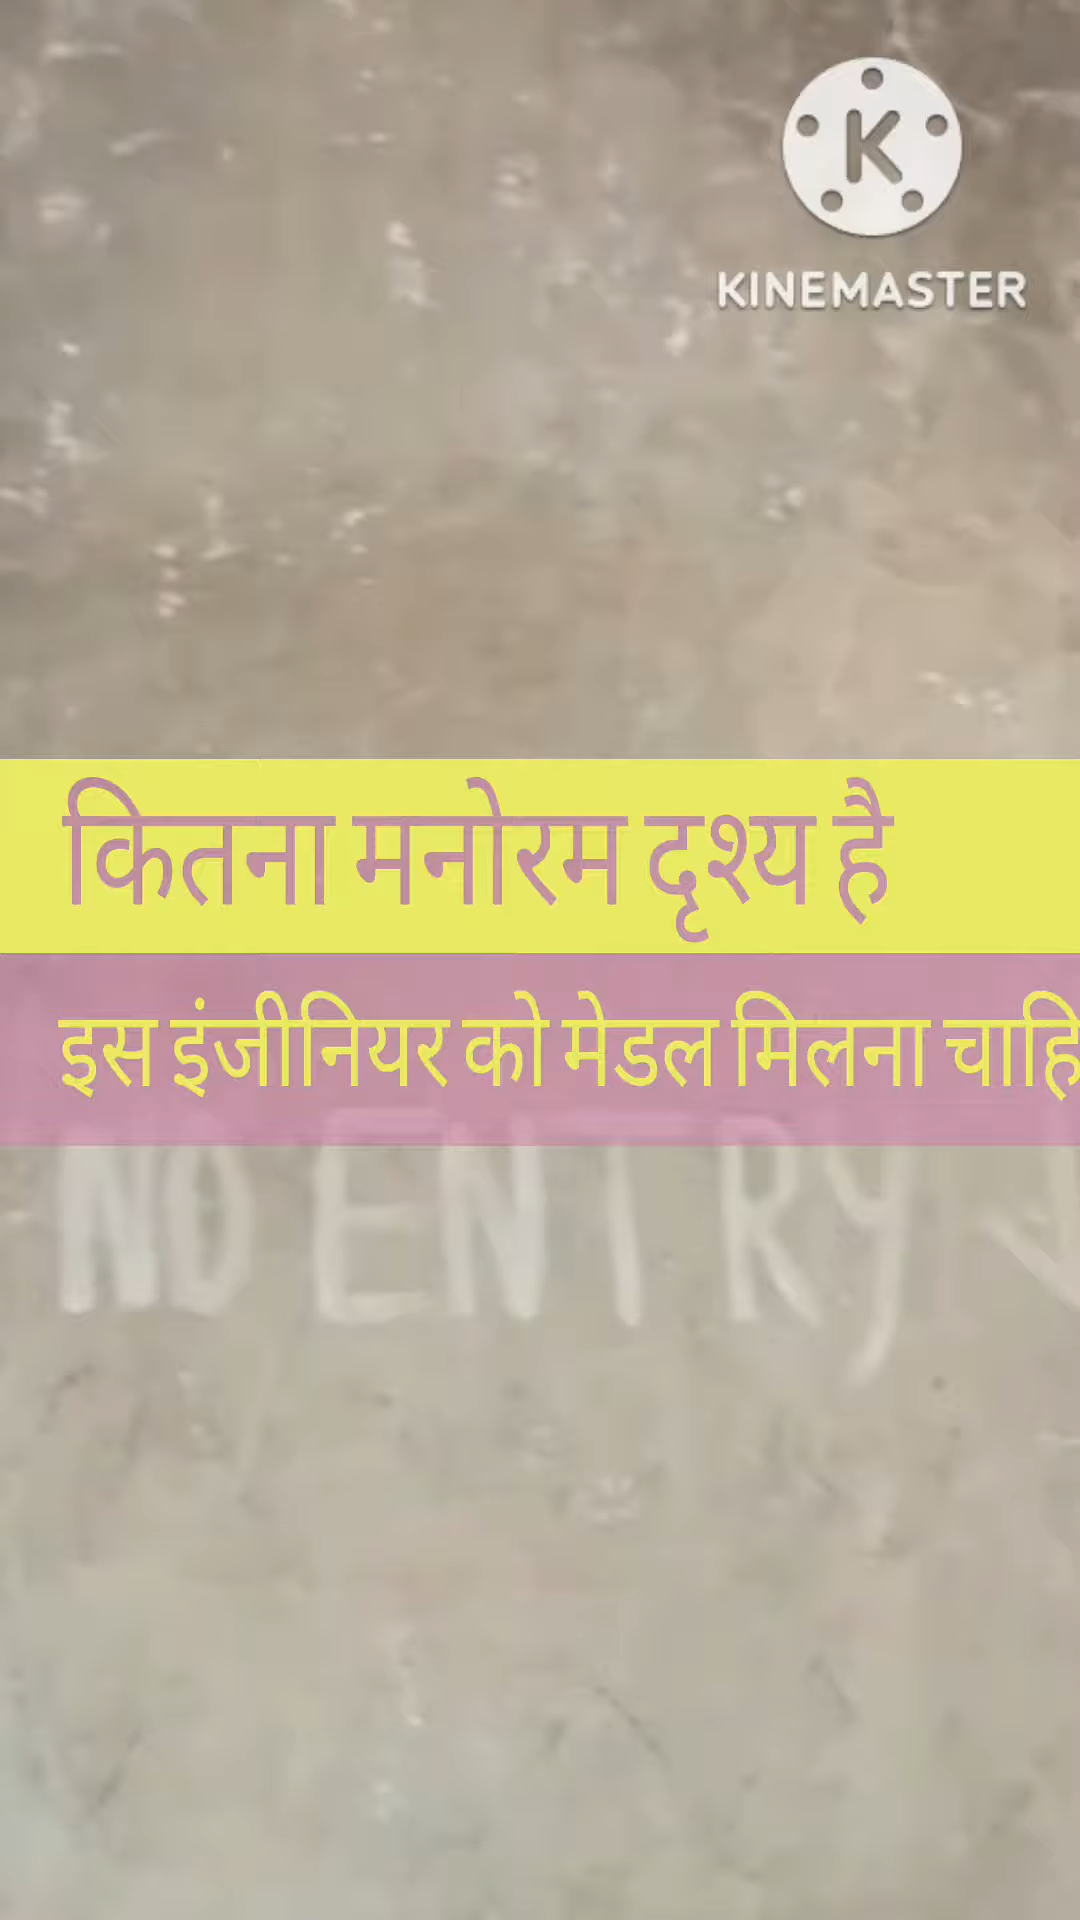 KINEMASTER
कितना मनोरम दृश्य है
इस इंजीनियर को मेडल मिलना चाहि
NO ENTRY